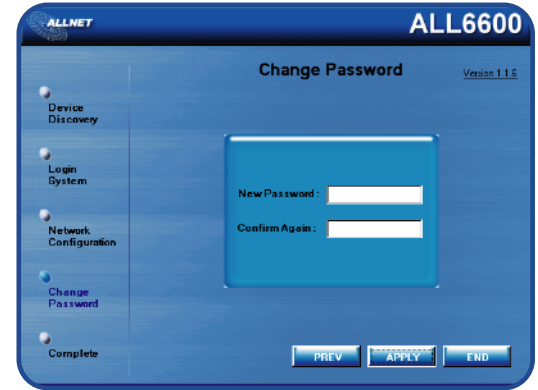 ALLNET
ALL6600
Change Password
Version 1.1.6
Device
Discovery
Login
System
Network
Configuration
Change
Password
Complete
New Password :
Confirm Again :
PREV
APPLY
END